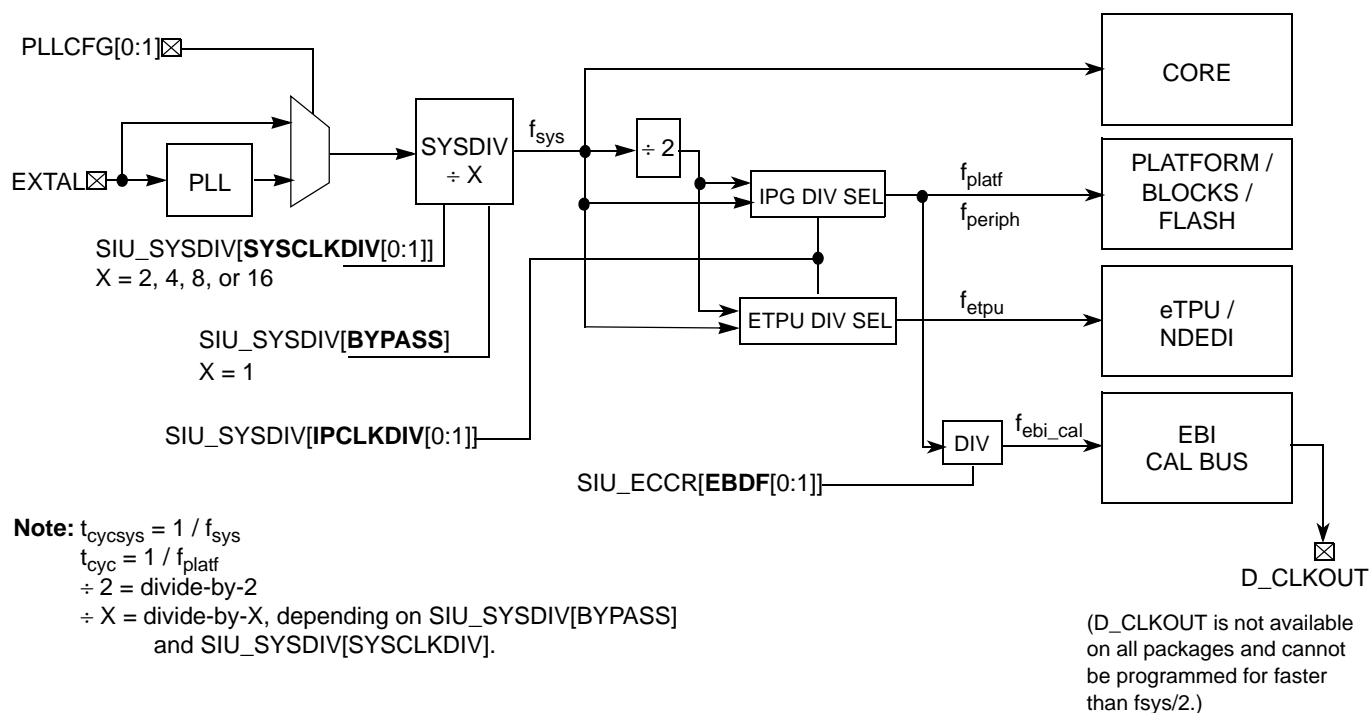 PLLCFG[0:1]
EXTAL
PLL
SYSDIV
÷ X
fsys
÷ 2
IPG DIV SEL
ETPU DIV SEL
CORE
fplatf
fperiph
PLATFORM /
BLOCKS /
FLASH
fetpu
eTPU /
NDEDI
SIU_SYSDIV[SYSCLKDIV[0:1]]
X = 2, 4, 8, or 16
SIU_SYSDIV[BYPASS]
X = 1
SIU_SYSDIV[IPCLKDIV[0:1]]
DIV
febi_cal
EBI
CAL BUS
SIU_ECCR[EBDF[0:1]]
D_CLKOUT
(D_CLKOUT is not available
on all packages and cannot
be programmed for faster
than fsys/2.)
Note: tcycsys = 1 / fsys
tcyc = 1 / fplatf
÷ 2 = divide-by-2
÷ X = divide-by-X, depending on SIU_SYSDIV[BYPASS]
and SIU_SYSDIV[SYSCLKDIV].